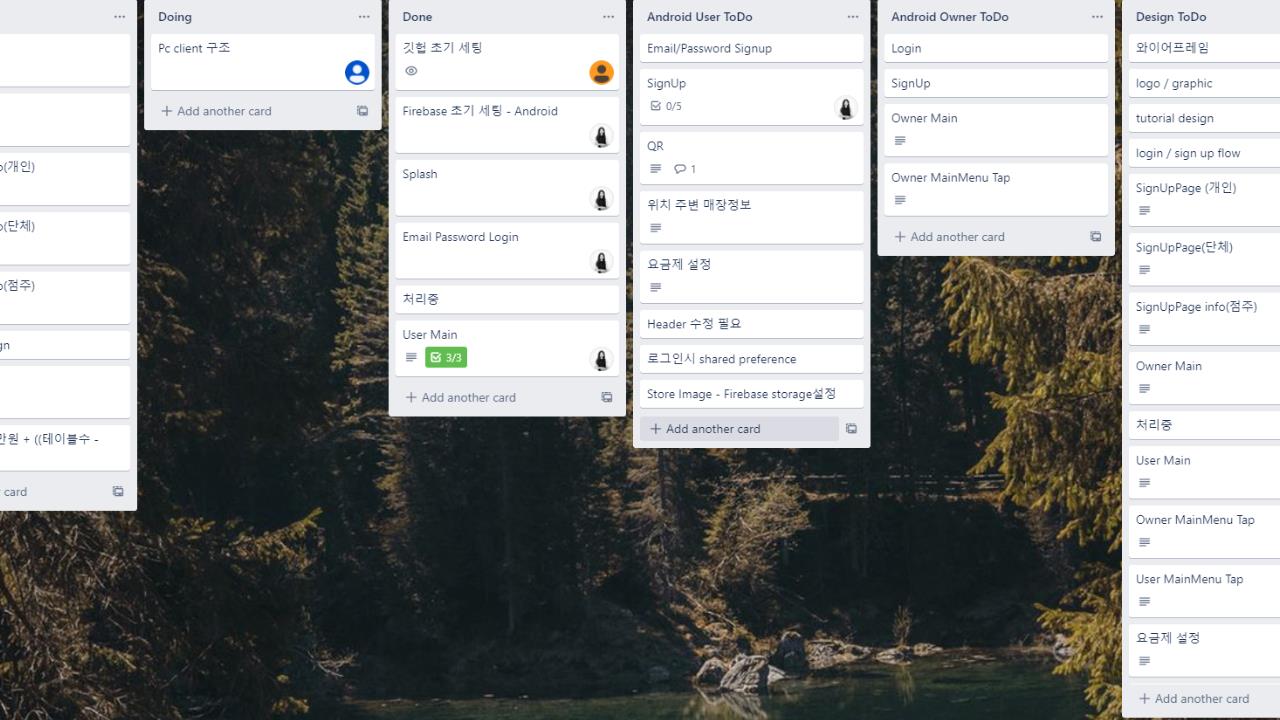 o(개인)
o(단체)
o(점주)
gn
만원 + ((테이블수 -
r card
Doing
Pc client 구조
Add another card
Done
깃헙 초기 세팅
Firebase 초기 세팅 - Android
Splash
Email Password Login
처리중
User Main
3/3
Add another card
Android User ToDo
Email/Password Signup
SignUp
0/5
QR
1
위치 주변 매장정보
요금제 설정
Header 수정 필요
로그인시 shared preference
Store Image - Firebase storage설정
Add another card
Android Owner ToDo
Login
SignUp
Owner Main
Owner MainMenu Tap
Add another card
Design ToDo
와이어프레임
logo / graphic
tutorial design
login / sign up flow
SignUpPage (개인)
SignUpPage(단체)
SignUpPage info(점주)
Owner Main
처리중
User Main
Owner MainMenu Tap
User MainMenu Tap
요금제 설정
Add another card